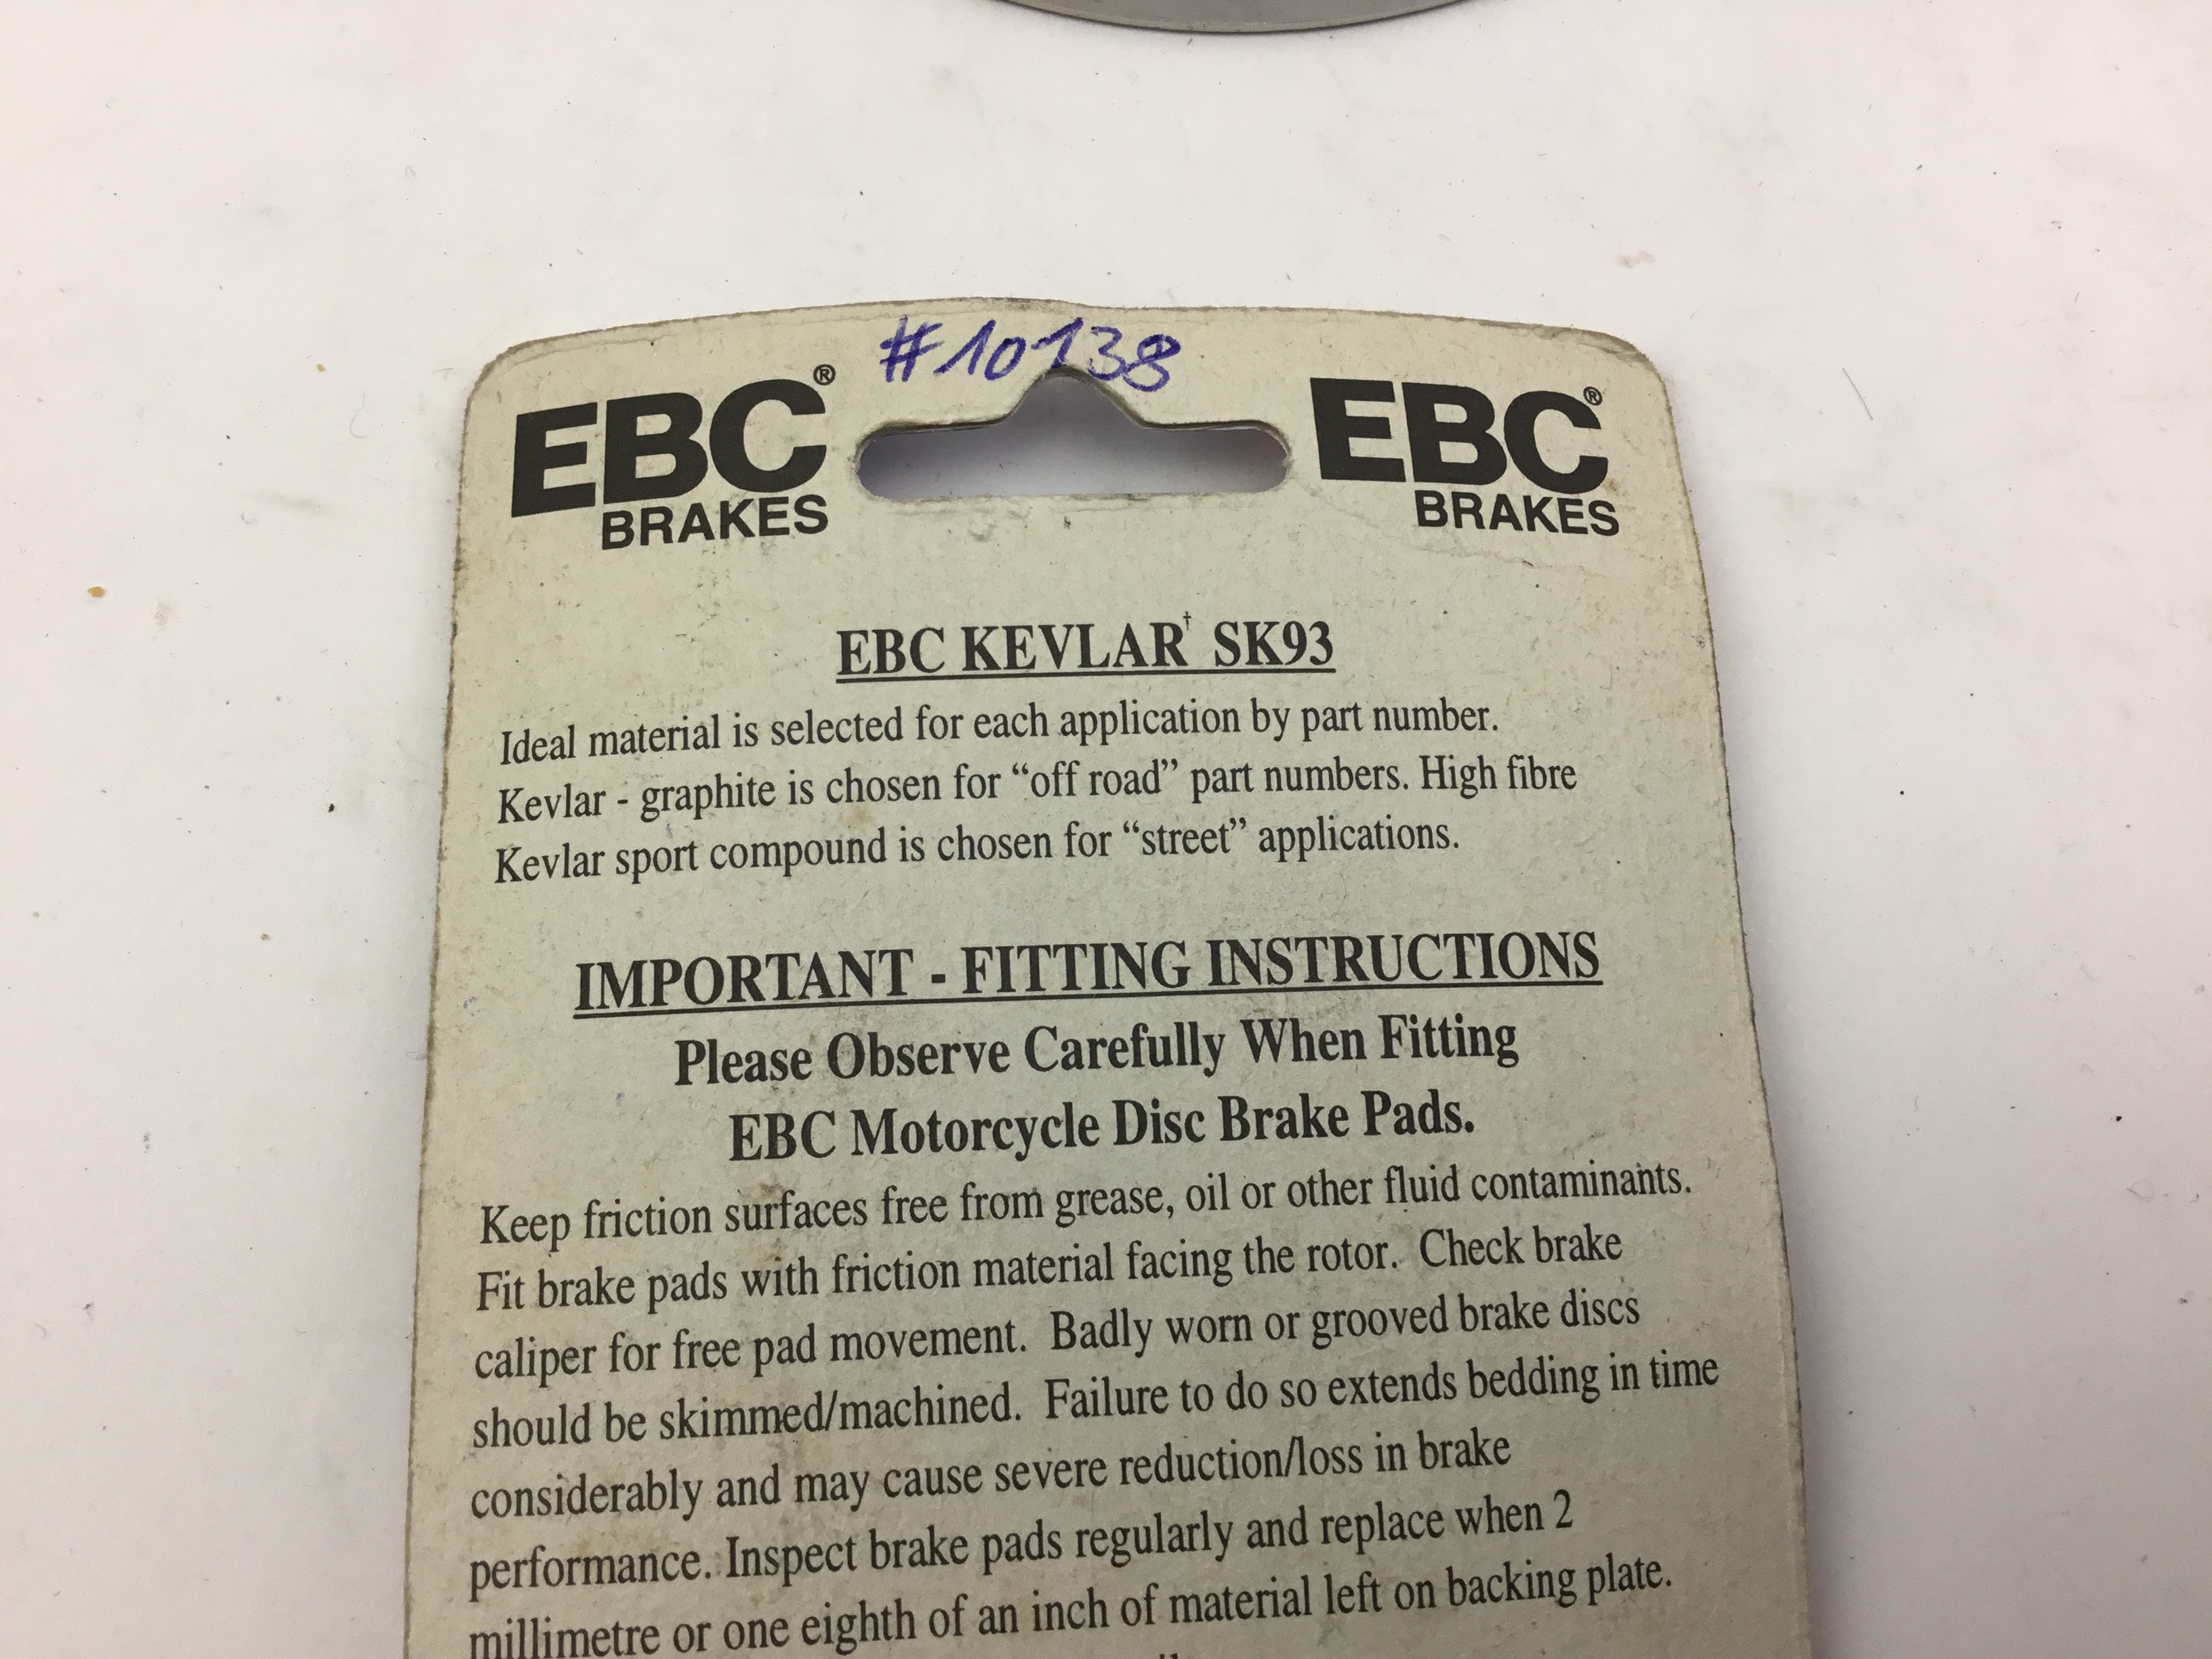 #10138
EBC® EBC®
BRAKES BRAKES
EBC KEVLAR† SK93
Ideal material is selected for each application by part number.
Kevlar - graphite is chosen for “off road” part numbers. High fibre
Kevlar sport compound is chosen for “street” applications.
IMPORTANT - FITTING INSTRUCTIONS
Please Observe Carefully When Fitting
EBC Motorcycle Disc Brake Pads.
Keep friction surfaces free from grease, oil or other fluid contaminants.
Fit brake pads with friction material facing the rotor. Check brake
caliper for free pad movement. Badly worn or grooved brake discs
should be skimmed/machined. Failure to do so extends bedding in time
considerably and may cause severe reduction/loss in brake
performance. Inspect brake pads regularly and replace when 2
millimetre or one eighth of an inch of material left on backing plate.